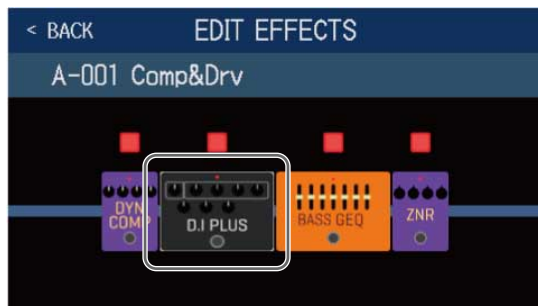 < BACK EDIT EFFECTS
A-001 Comp&Drv
DYN
COMP
D.I PLUS
BASS GEQ
ZNR